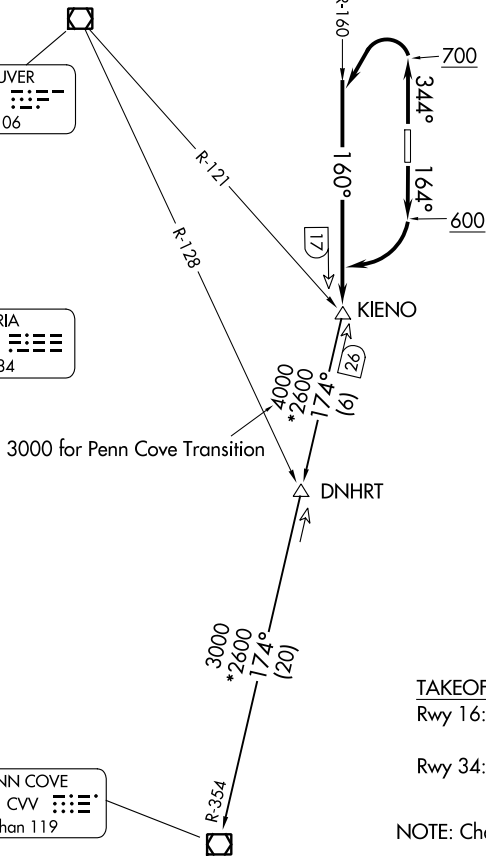 R-160
700
UVER
06
344°
R-121
160°
164°
R-128
600
17
KIENO
RIA
34
26
4000
*2600
174°
(6)
3000 for Penn Cove Transition
DNHRT
3000
*2600
174°
(20)
TAKEOF
Rwy 16:
Rwy 34:
NN COVE
CVV
han 119
R-354
NOTE: Cha